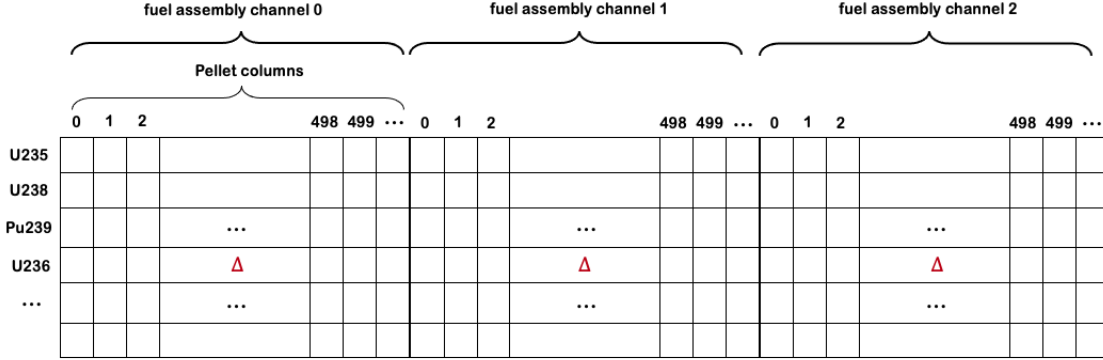 fuel assembly channel 0 fuel assembly channel 1 fuel assembly channel 2
Pellet columns
0 1 2 498 499 ... 0 1 2 498 499 ... 0 1 2 498 499 ...
U235
U238
Pu239 ... ... ...
U236 Δ Δ Δ
... ... ... ...